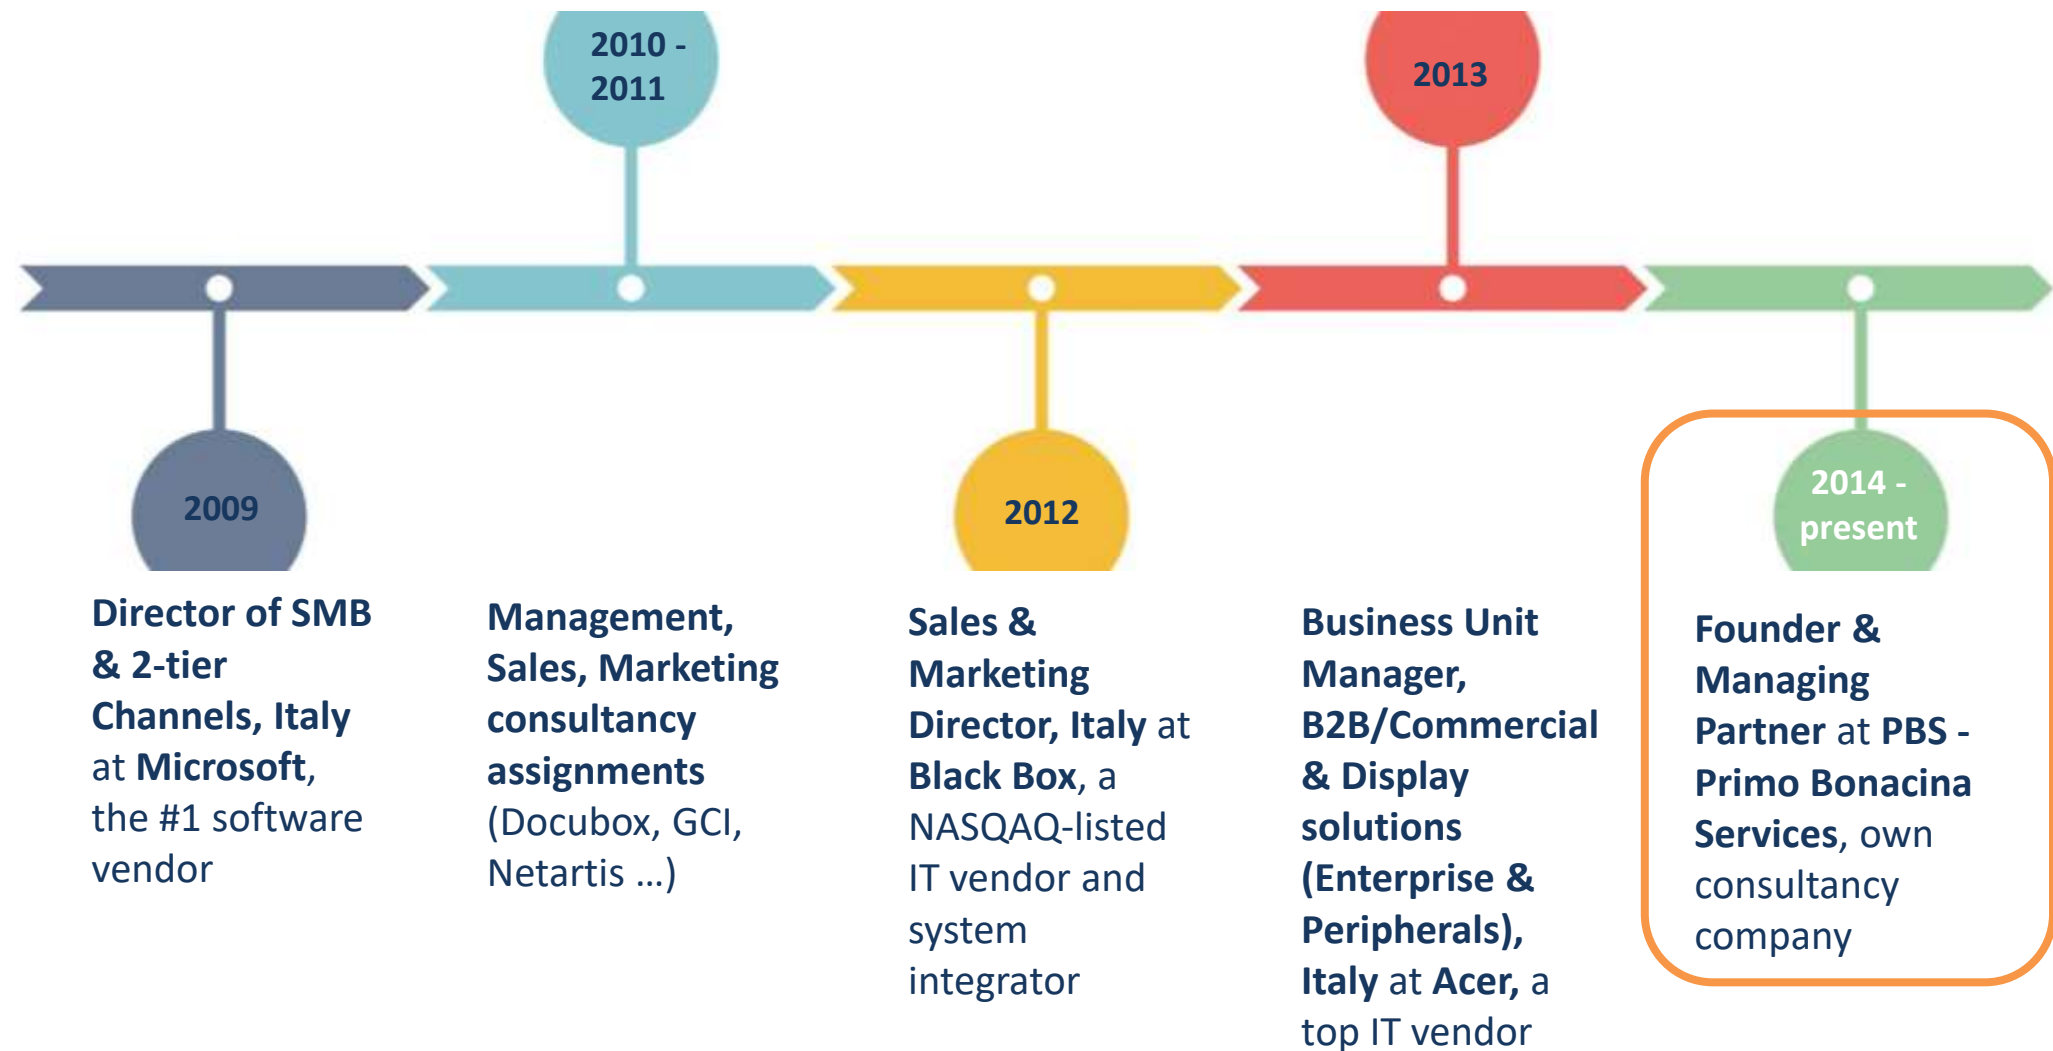 2010 -
2011
2013
2009
2012
2014 -
present
Director of SMB
& 2-tier
Channels, Italy
at Microsoft,
the #1 software
vendor
Management,
Sales, Marketing
consultancy
assignments
(Docubox, GCI,
Netartis …)
Sales &
Marketing
Director, Italy at
Black Box, a
NASQAQ-listed
IT vendor and
system
integrator
Business Unit
Manager,
B2B/Commercial
& Display
solutions
(Enterprise &
Peripherals),
Italy at Acer, a
top IT vendor
Founder &
Managing
Partner at PBS -
Primo Bonacina
Services, own
consultancy
company